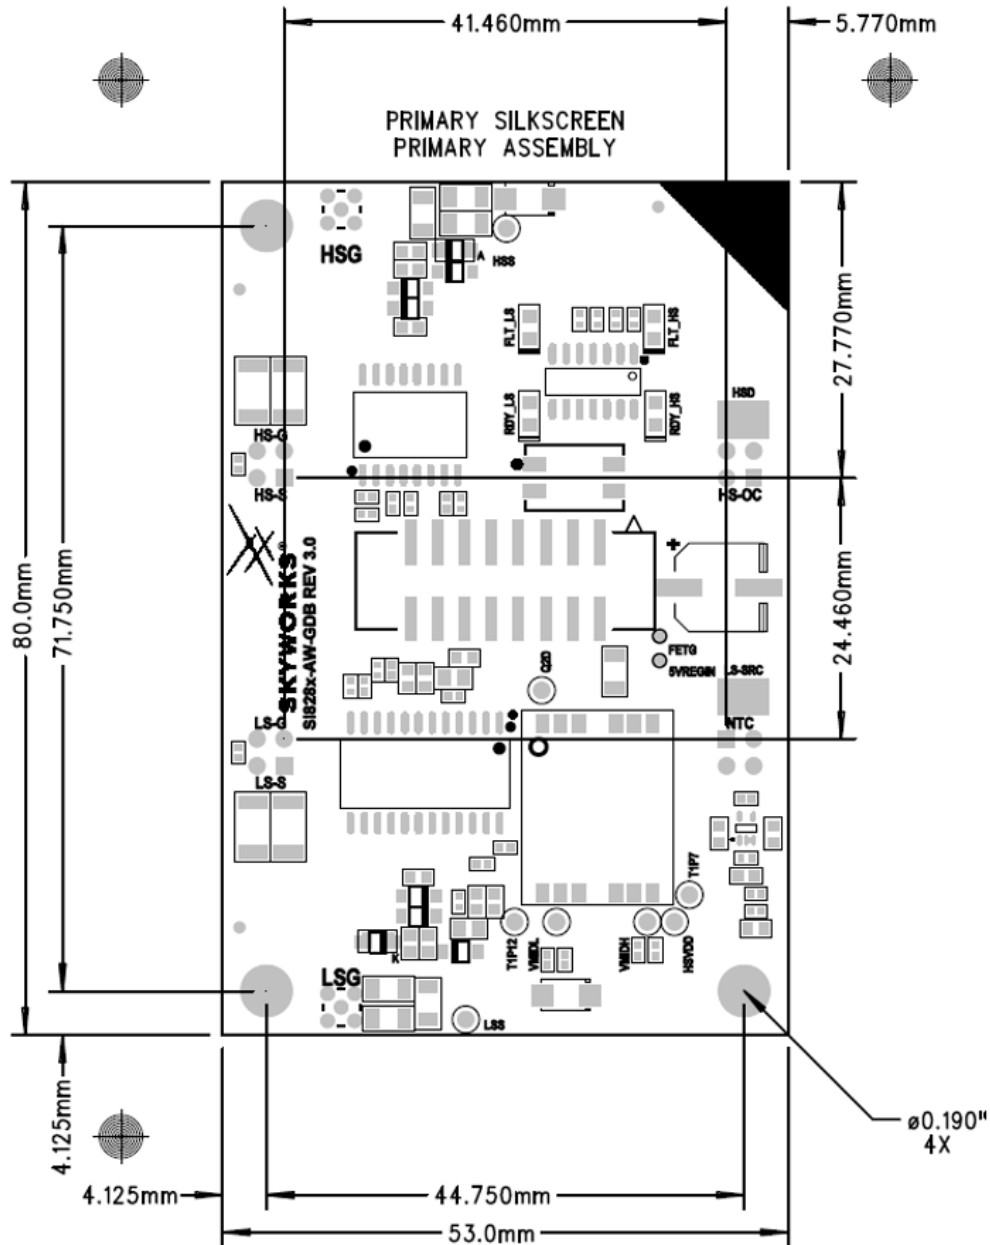 41.460mm
5.770mm
PRIMARY SILKSCREEN
PRIMARY ASSEMBLY
HSG
A
HSS
FLT_LS
FLT_HS
27.770mm
RDY_LS
RDY_HS
HSD
HS-G
HS-S
HS-OC
80.0mm
71.750mm
SKYWORKS
SI828x-AW-GDB REV 3.0
+
24.460mm
FETG
5VREGIN
Q2D
LS-SRC
LS-G
NTC
LS-S
T1P7
T1P12
VMIDL
VMIDH
HSVDD
K
LSG
LSS
4.125mm
ø0.190"
4X
4.125mm
44.750mm
53.0mm